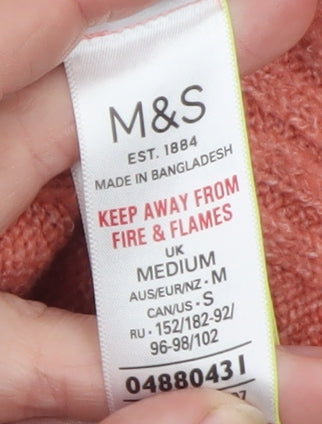 M&S
EST. 1884
MADE IN BANGLADESH
KEEP AWAY FROM
FIRE & FLAMES
UK
MEDIUM
AUS/EUR/NZ • M
CAN/US • S
RU • 152/182-92/
96-98/102
04880431